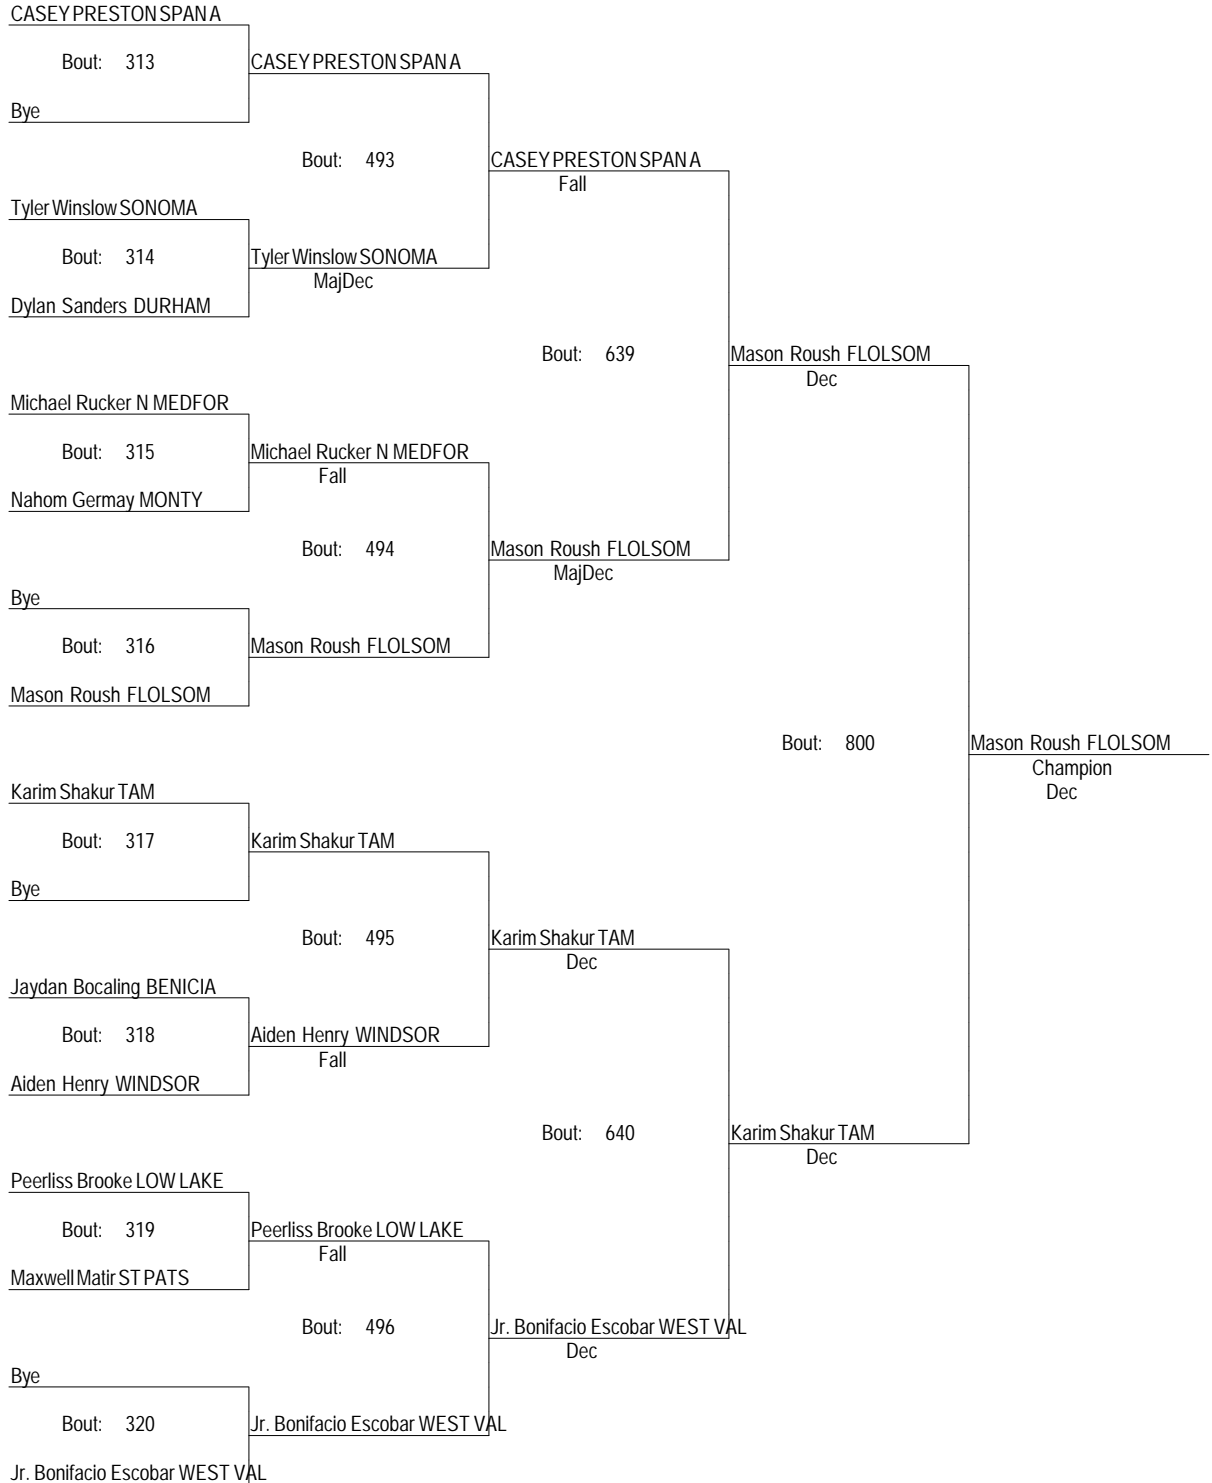 CASEY PRESTON SPAN A
Bout: 313 CASEY PRESTON SPAN A
Bye
Bout: 493 CASEY PRESTON SPAN A
Fall
Tyler Winslow SONOMA
Bout: 314 Tyler Winslow SONOMA
MajDec
Dylan Sanders DURHAM
Bout: 639 Mason Roush FLOLSOM
Dec
Michael Rucker N MEDFOR
Bout: 315 Michael Rucker N MEDFOR
Fall
Nahom Germay MONTY
Bout: 494 Mason Roush FLOLSOM
MajDec
Bye
Bout: 316 Mason Roush FLOLSOM
Mason Roush FLOLSOM
Bout: 800 Mason Roush FLOLSOM
Champion
Dec
Karim Shakur TAM
Bout: 317 Karim Shakur TAM
Bye
Bout: 495 Karim Shakur TAM
Dec
Jaydan Bocaling BENICIA
Bout: 318 Aiden Henry WINDSOR
Fall
Aiden Henry WINDSOR
Bout: 640 Karim Shakur TAM
Dec
Peerliss Brooke LOW LAKE
Bout: 319 Peerliss Brooke LOW LAKE
Fall
Maxwell Matir ST PATS
Bout: 496 Jr. Bonifacio Escobar WEST VAL
Dec
Bye
Bout: 320 Jr. Bonifacio Escobar WEST VAL
Jr. Bonifacio Escobar WEST VAL